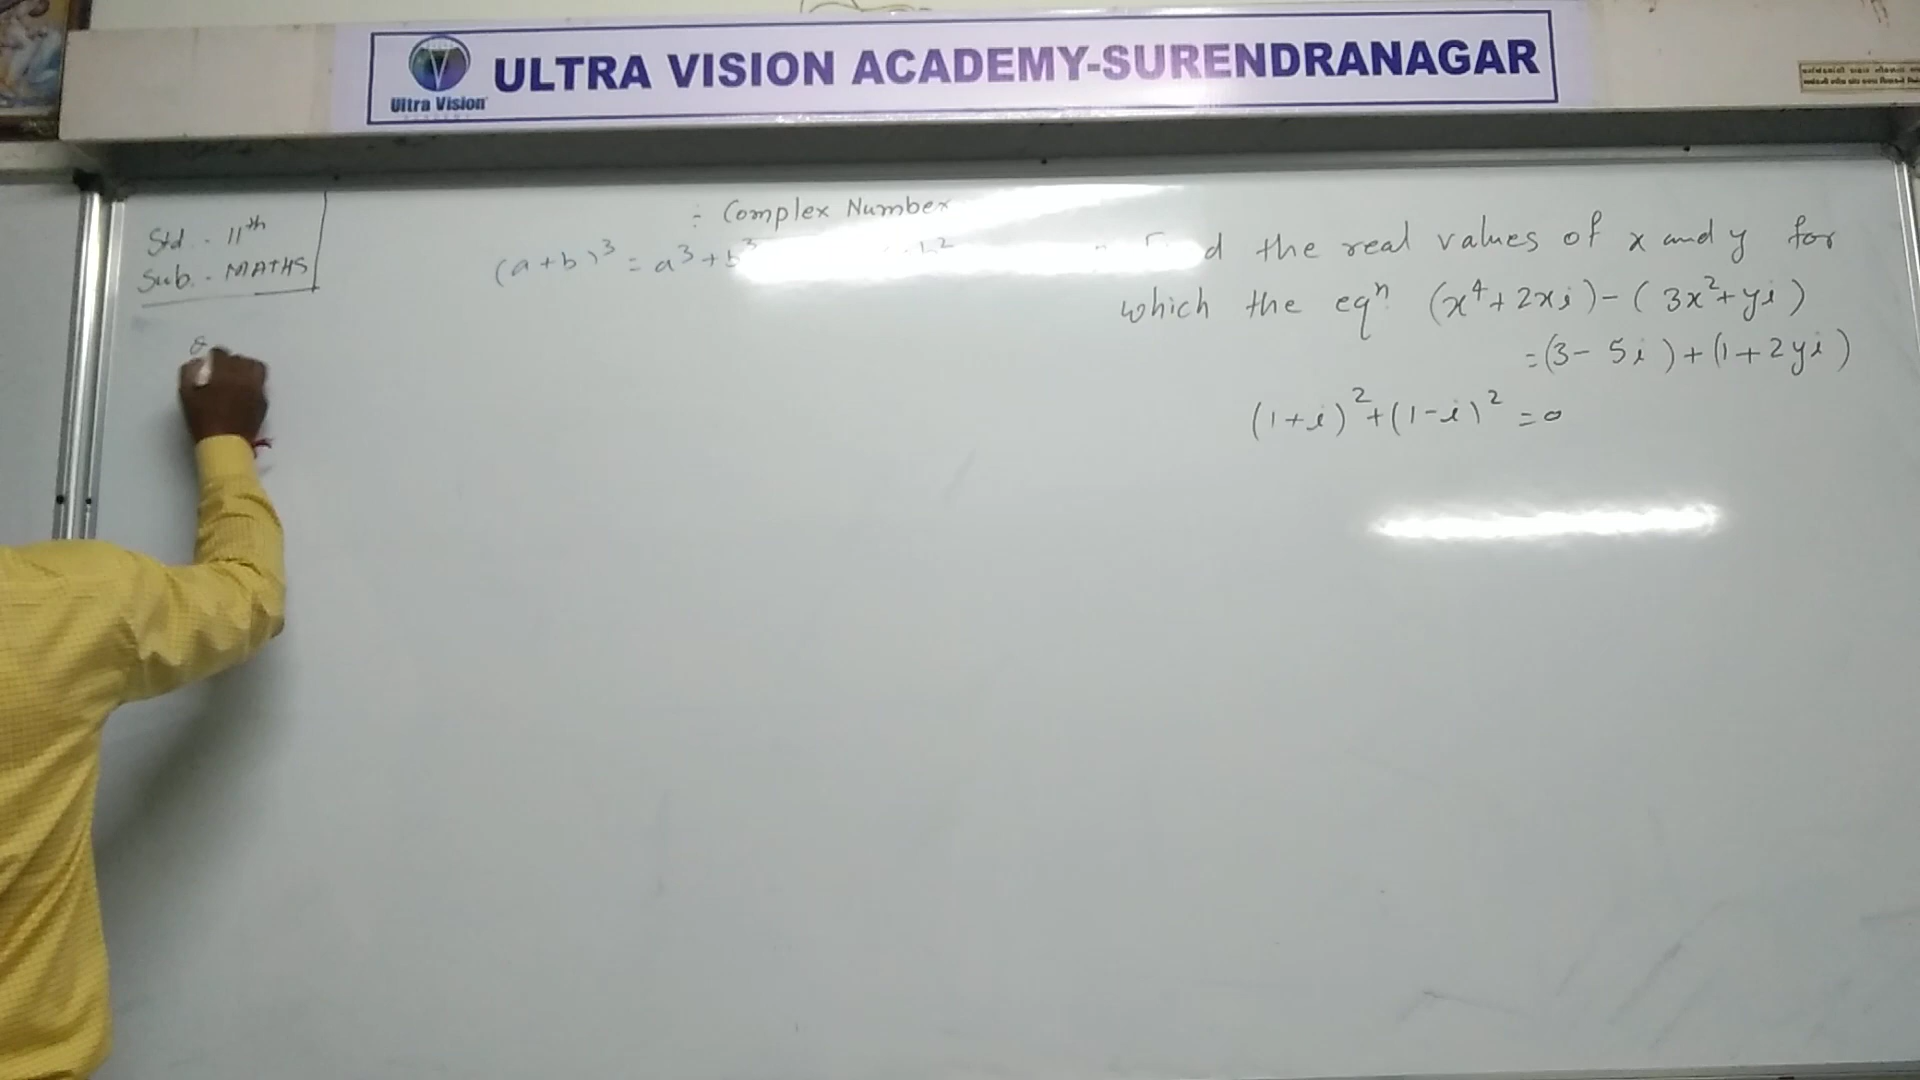 ULTRA VISION ACADEMY-SURENDRANAGAR
Ultra Vision
Std. - 11th
Sub. - MATHS
: Complex Number
(a+b)³ = a³+b³
the real values of x and y for
which the eqⁿ (x⁴+2xi)-(3x²+yi)
=(3-5i)+(1+2yi)
(1+i)²+(1-i)²=0